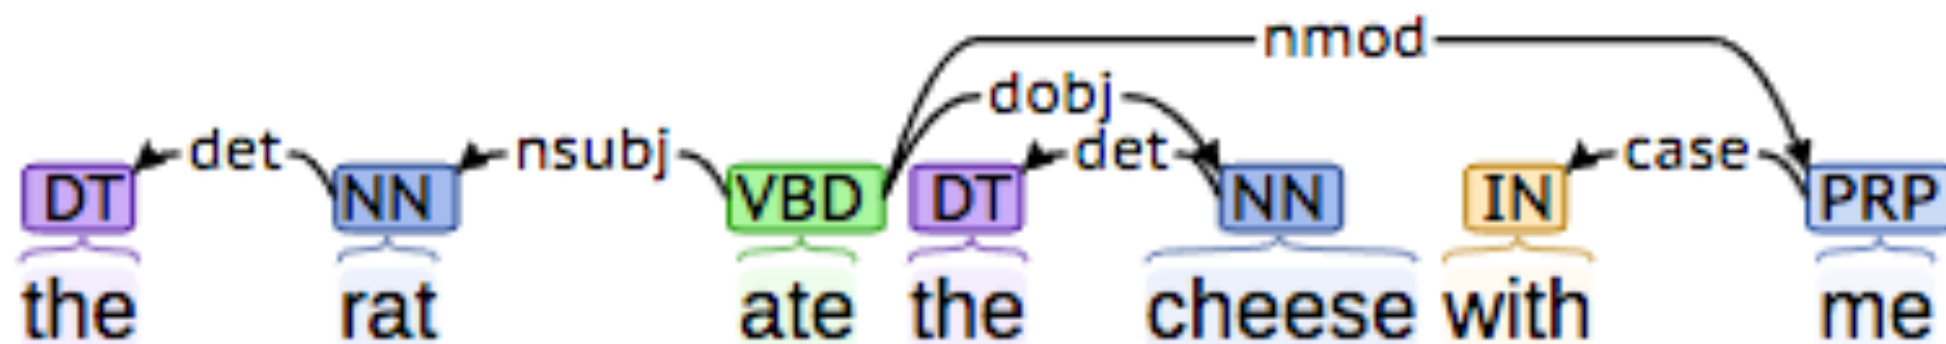 nmod
dobj
det nsubj det case
DT NN VBD DT NN IN PRP
the rat ate the cheese with me